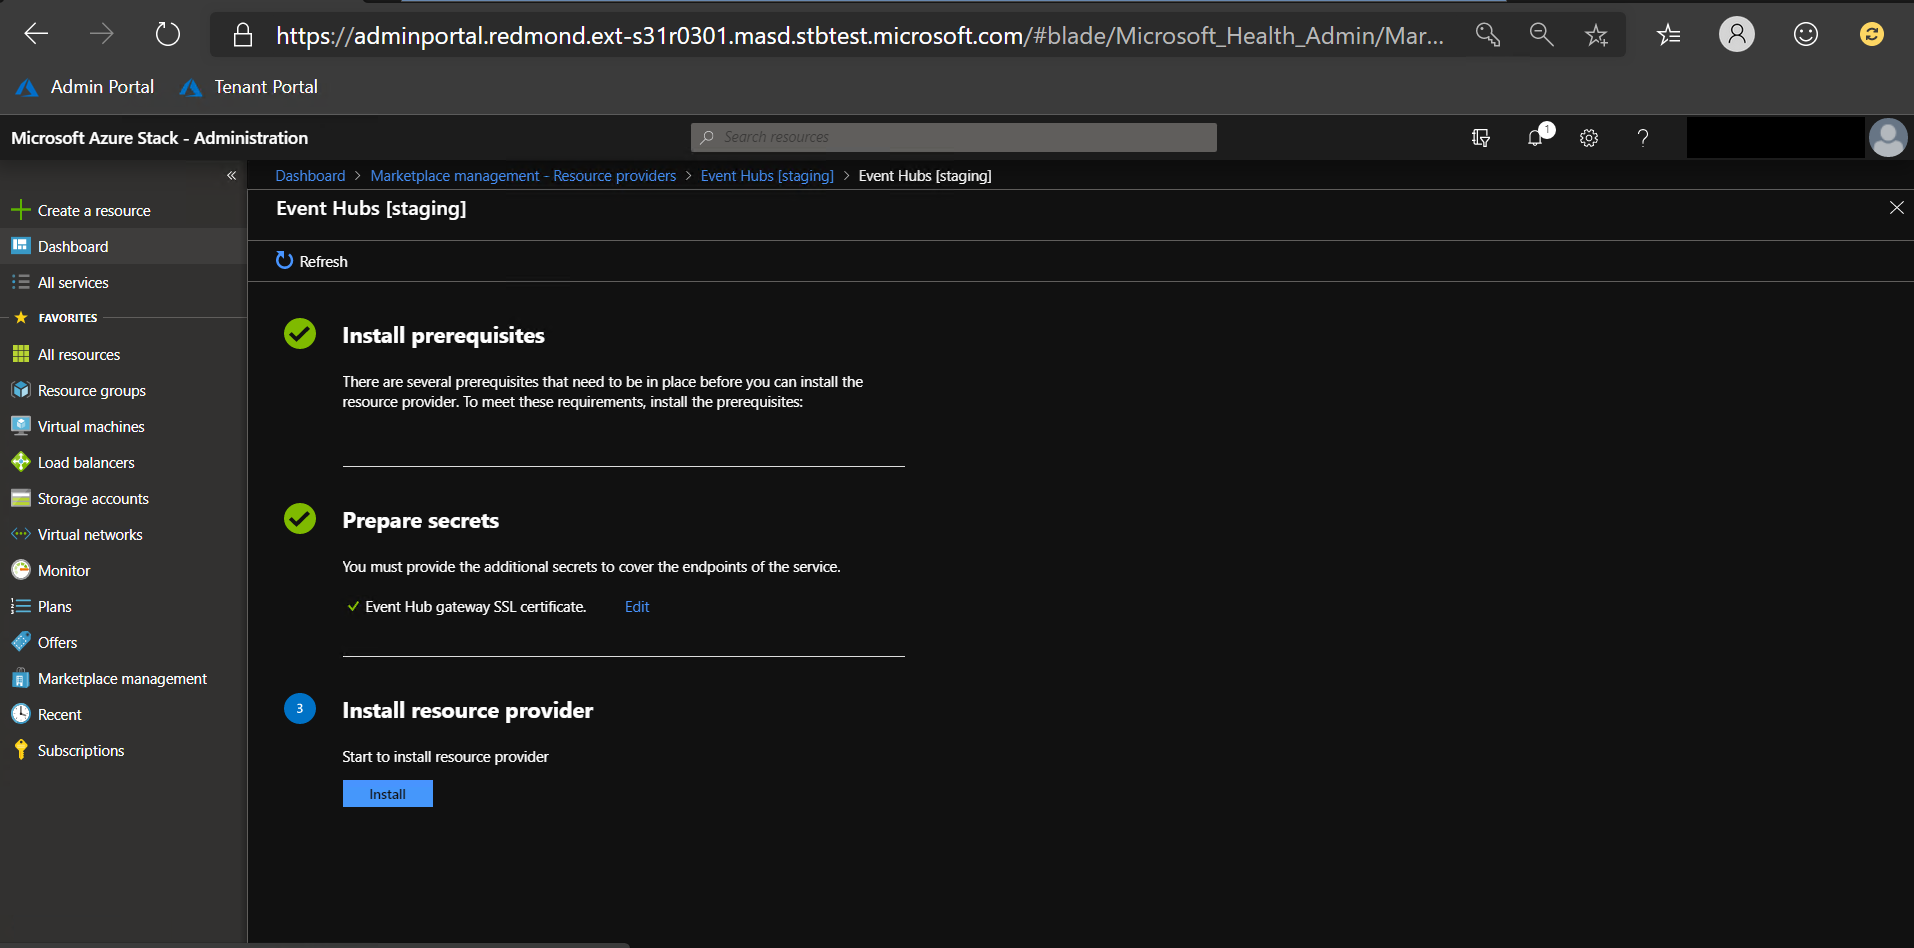 https://adminportal.redmond.ext-s31r0301.masd.stbtest.microsoft.com/#blade/Microsoft_Health_Admin/Mar...
Admin Portal
Tenant Portal
Microsoft Azure Stack - Administration
Search resources
1
?
«
Dashboard > Marketplace management - Resource providers > Event Hubs [staging] > Event Hubs [staging]
Create a resource
Dashboard
All services
FAVORITES
All resources
Resource groups
Virtual machines
Load balancers
Storage accounts
Virtual networks
Monitor
Plans
Offers
Marketplace management
Recent
Subscriptions
Event Hubs [staging]
Refresh
Install prerequisites
There are several prerequisites that need to be in place before you can install the
resource provider. To meet these requirements, install the prerequisites:
Prepare secrets
You must provide the additional secrets to cover the endpoints of the service.
Event Hub gateway SSL certificate. Edit
3
Install resource provider
Start to install resource provider
Install